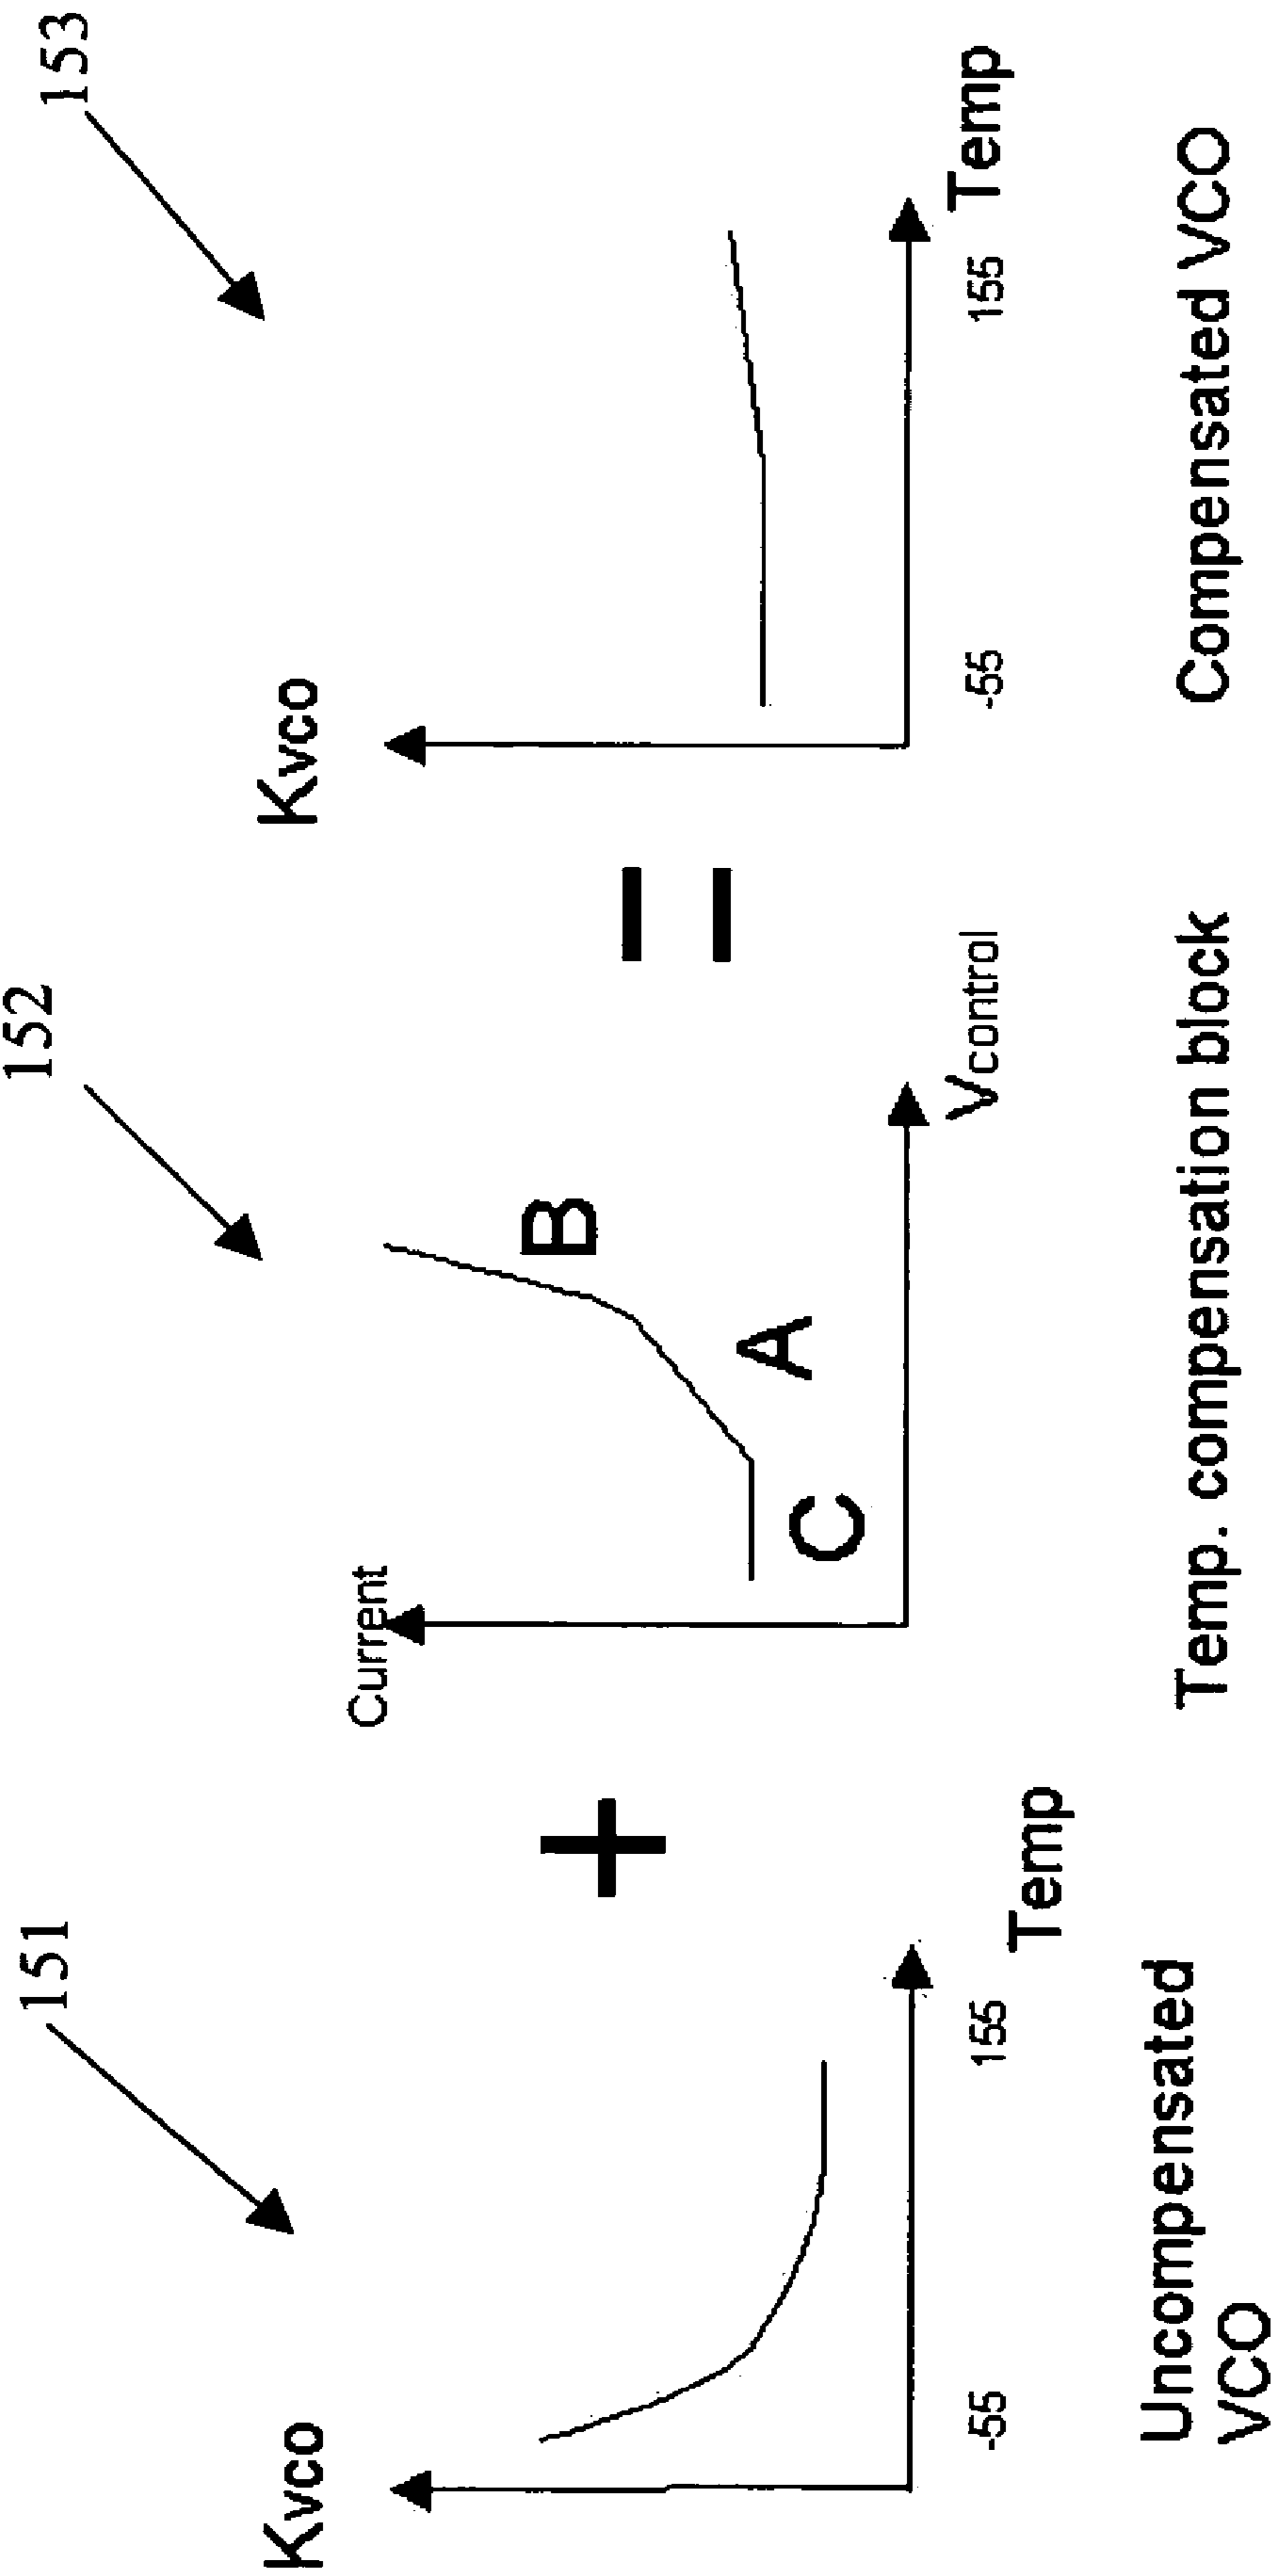 151
152
153
Kvco
Current
Kvco
+
=
B
A
C
-55
155
Temp
Vcontrol
-55
155
Temp
Uncompensated
VCO
Temp. compensation block
Compensated VCO